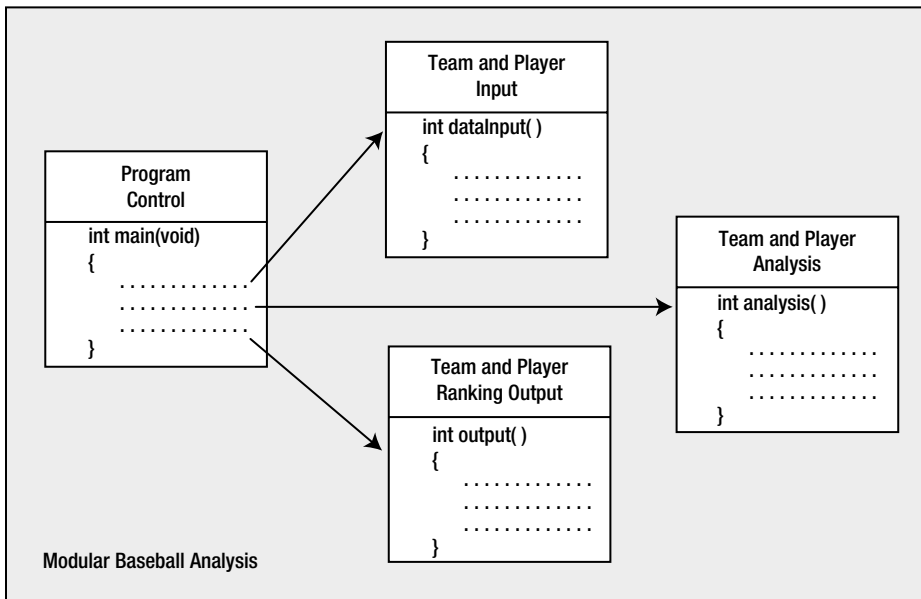 Program
Control
int main(void)
{
. . . . . . . . . . . . .
. . . . . . . . . . . . .
. . . . . . . . . . . . .
}
Team and Player
Input
int dataInput( )
{
. . . . . . . . . . . . .
. . . . . . . . . . . . .
. . . . . . . . . . . . .
}
Team and Player
Analysis
int analysis( )
{
. . . . . . . . . . . . .
. . . . . . . . . . . . .
. . . . . . . . . . . . .
}
Team and Player
Ranking Output
int output( )
{
. . . . . . . . . . . . .
. . . . . . . . . . . . .
. . . . . . . . . . . . .
}
Modular Baseball Analysis